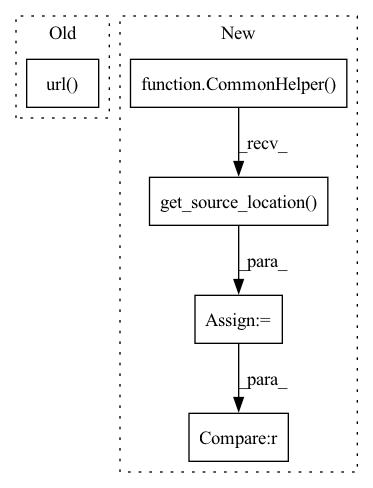 Old
New
url()
function.CommonHelper()
_recv_
get_source_location()
_para_
Assign:=
_para_
Compare:r